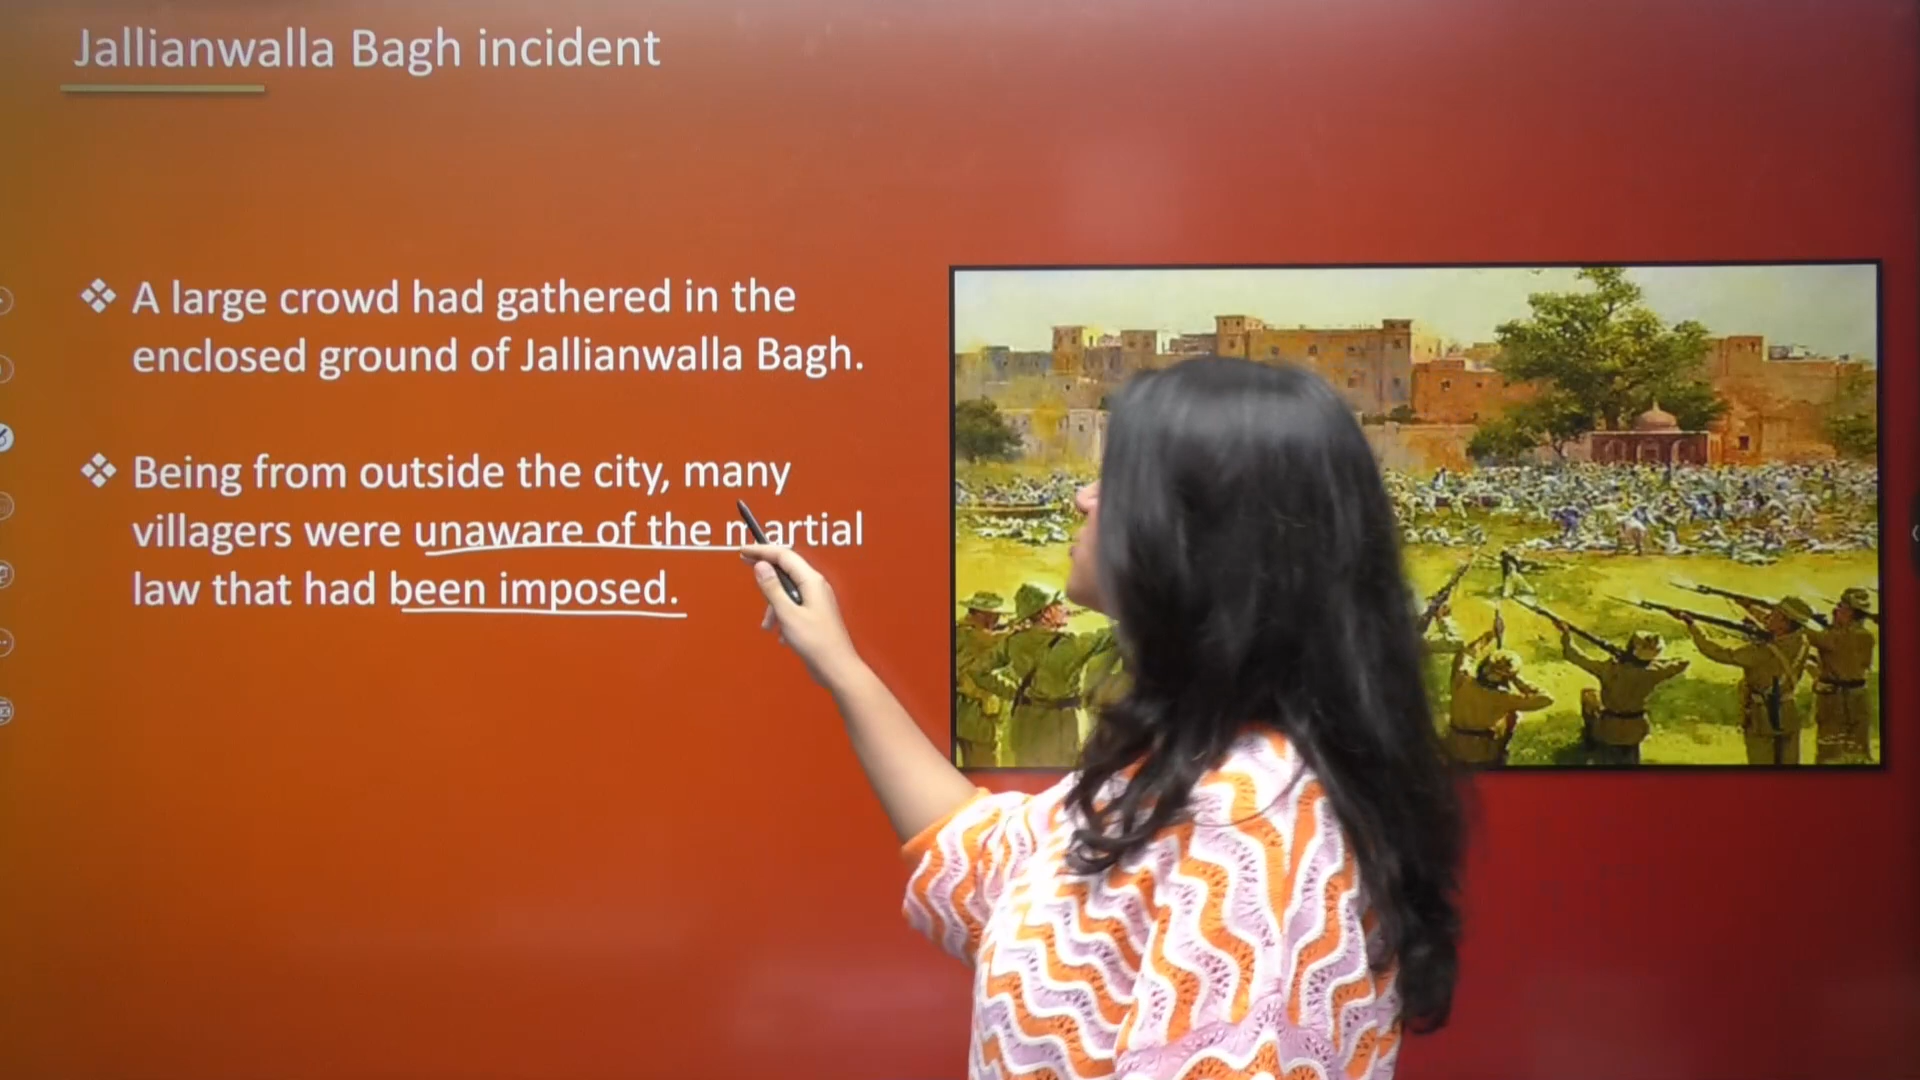 Jallianwalla Bagh incident
❖ A large crowd had gathered in the
enclosed ground of Jallianwalla Bagh.
❖ Being from outside the city, many
villagers were unaware of the martial
law that had been imposed.